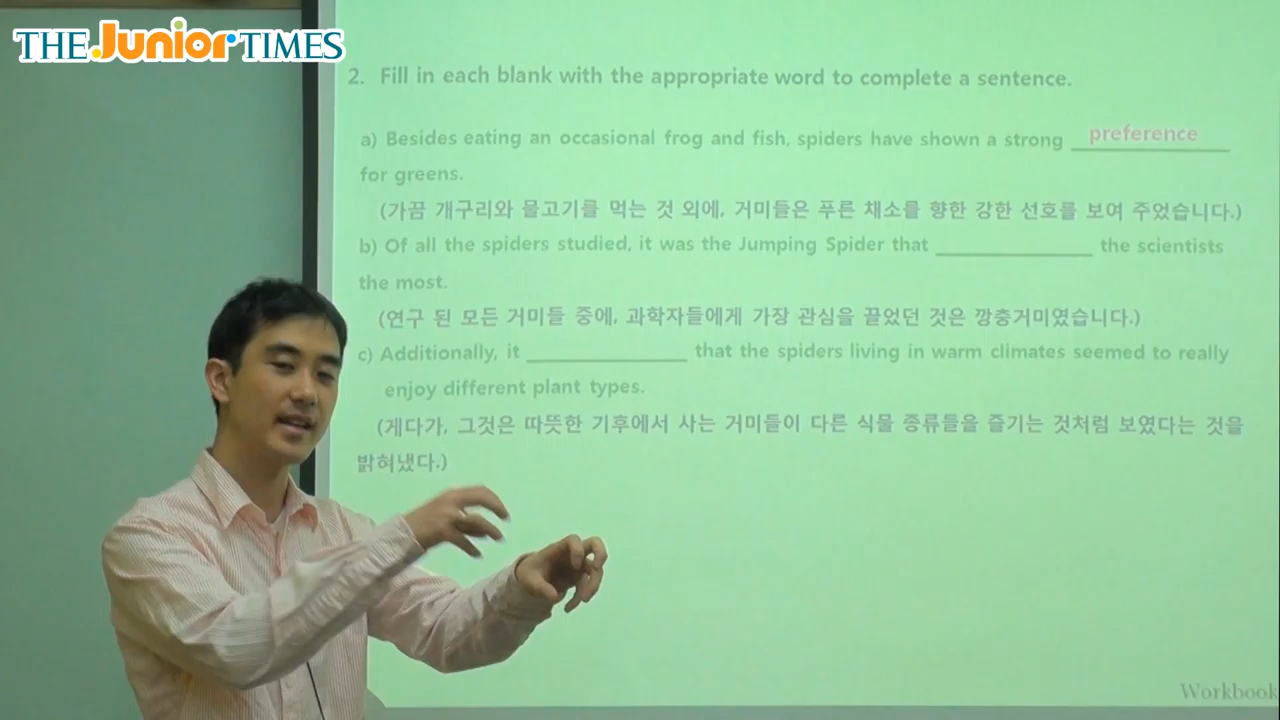 THE Junior TIMES
2. Fill in each blank with the appropriate word to complete a sentence.
a) Besides eating an occasional frog and fish, spiders have shown a strong preference
for greens.
(가끔 개구리와 물고기를 먹는 것 외에, 거미들은 푸른 채소를 향한 강한 선호를 보여 주었습니다.)
b) Of all the spiders studied, it was the Jumping Spider that ____________ the scientists
the most.
(연구 된 모든 거미들 중에, 과학자들에게 가장 관심을 끌었던 것은 깡충거미였습니다.)
c) Additionally, it ____________ that the spiders living in warm climates seemed to really
enjoy different plant types.
(게다가, 그것은 따뜻한 기후에서 사는 거미들이 다른 식물 종류들을 즐기는 것처럼 보였다는 것을
밝혀냈다.)
Workbook